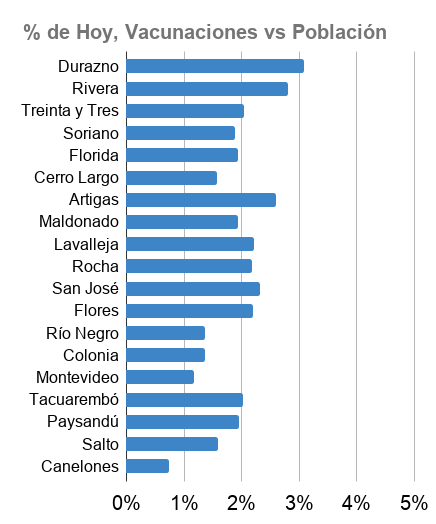 % de Hoy, Vacunaciones vs Población
Durazno
Rivera
Treinta y Tres
Soriano
Florida
Cerro Largo
Artigas
Maldonado
Lavalleja
Rocha
San José
Flores
Río Negro
Colonia
Montevideo
Tacuarembó
Paysandú
Salto
Canelones
0% 1% 2% 3% 4% 5%